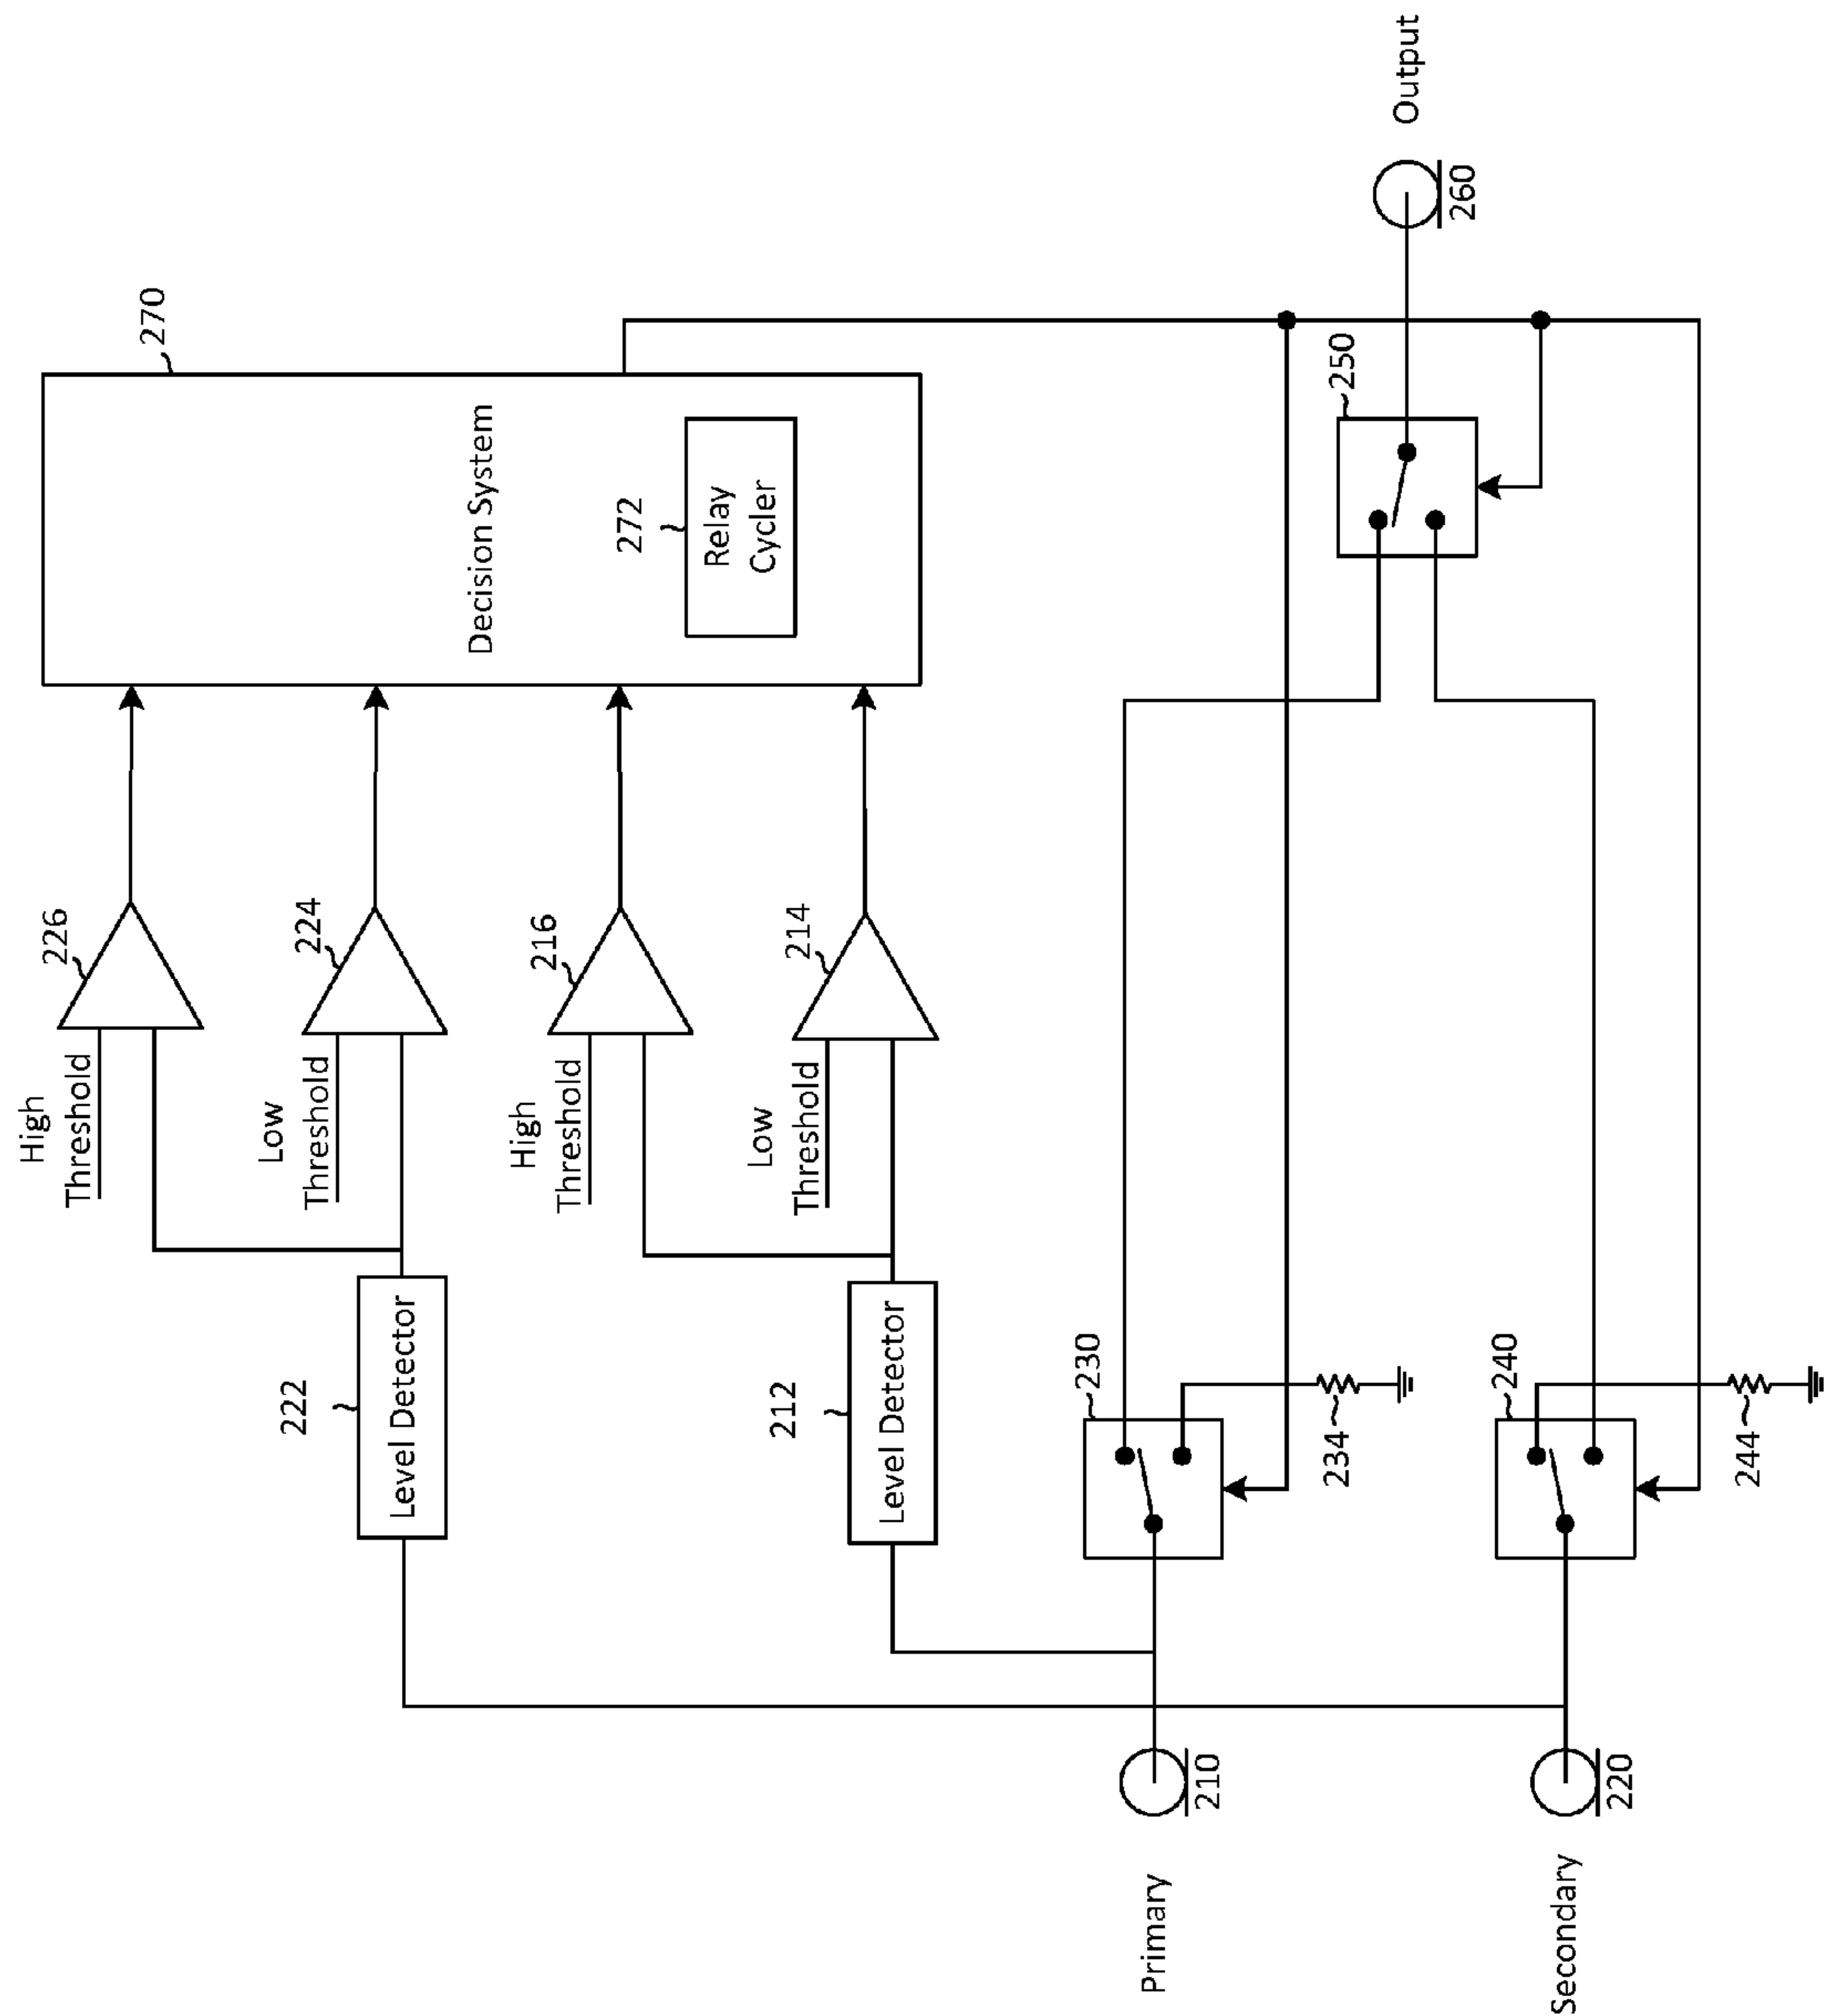 High
Threshold
226
Low
Threshold
224
High
Threshold
216
Low
Threshold
214
222
Level Detector
212
Level Detector
270
Decision System
272
Relay
Cycler
Primary
210
230
234
Secondary
220
240
244
250
260
Output